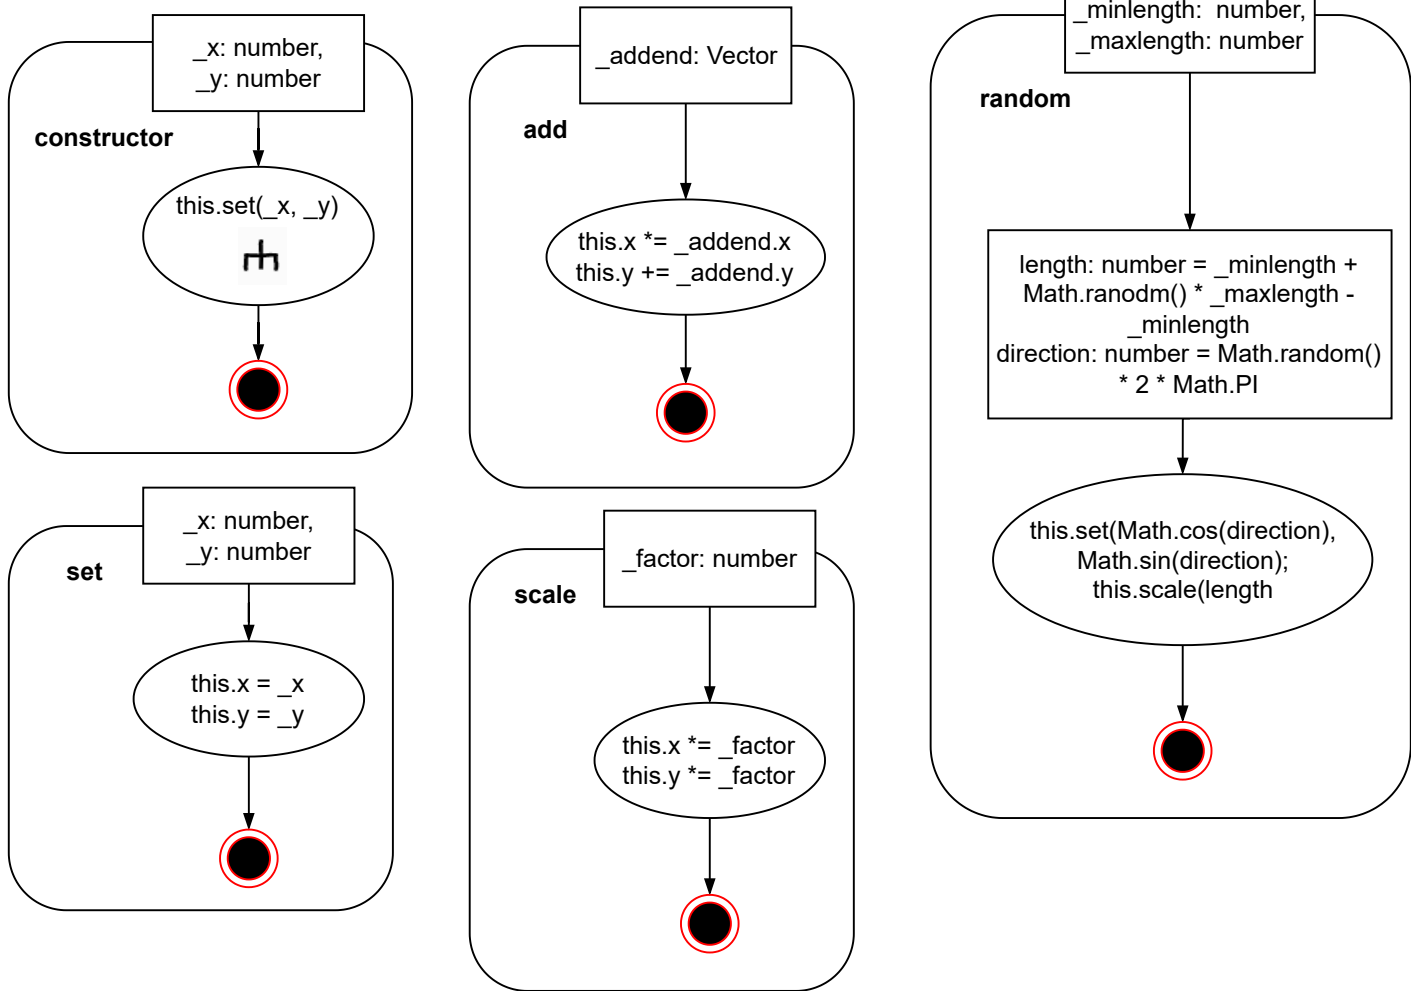 _x: number,
_y: number
constructor
this.set(_x, _y)
_addend: Vector
add
this.x *= _addend.x
this.y += _addend.y
_minlength: number,
_maxlength: number
random
length: number = _minlength +
Math.ranodm() * _maxlength -
_minlength
direction: number = Math.random()
* 2 * Math.PI
this.set(Math.cos(direction),
Math.sin(direction);
this.scale(length
_x: number,
_y: number
set
this.x = _x
this.y = _y
_factor: number
scale
this.x *= _factor
this.y *= _factor